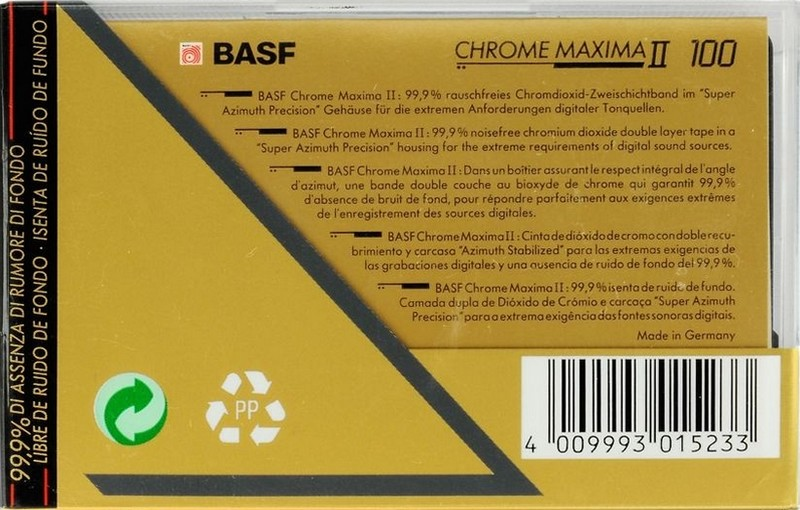 BASF CHROME MAXIMA II 100
BASF Chrome Maxima II: 99,9% rauschfreies Chromdioxid-Zweischichtband im "Super
Azimuth Precision" Gehäuse für die extremen Anforderungen digitaler Tonquellen.
BASF Chrome Maxima II: 99,9% noisefree chromium dioxide double layer tape in a
"Super Azimuth Precision" housing for the extreme requirements of digital sound sources.
BASF Chrome Maxima II: Dans un boîtier assurant le respect intégral de l'angle
d'azimut, une bande double couche au bioxyde de chrome qui garantit 99,9%
d'absence de bruit de fond, pour répondre parfaitement aux exigences extrêmes
de l'enregistrement des sources digitales.
BASF Chrome Maxima II: Cinta de dióxido de cromo con doble recu-
brimiento y carcasa "Azimuth Stabilized" para las extremas exigencias de
las grabaciones digitales y una ausencia de ruido de fondo del 99,9%.
BASF Chrome Maxima II: 99,9% isenta de ruido de fundo.
Camada dupla de Dióxido de Crómio e carcaça "Super Azimuth
Precision" para a extrema exigência das fontes sonoras digitais.
Made in Germany
99,9% DI ASSENZA DI RUMORE DI FONDO
LIBRE DE RUIDO DE FONDO · ISENTA DE RUÍDO DE FUNDO
PP
4 009993 015233